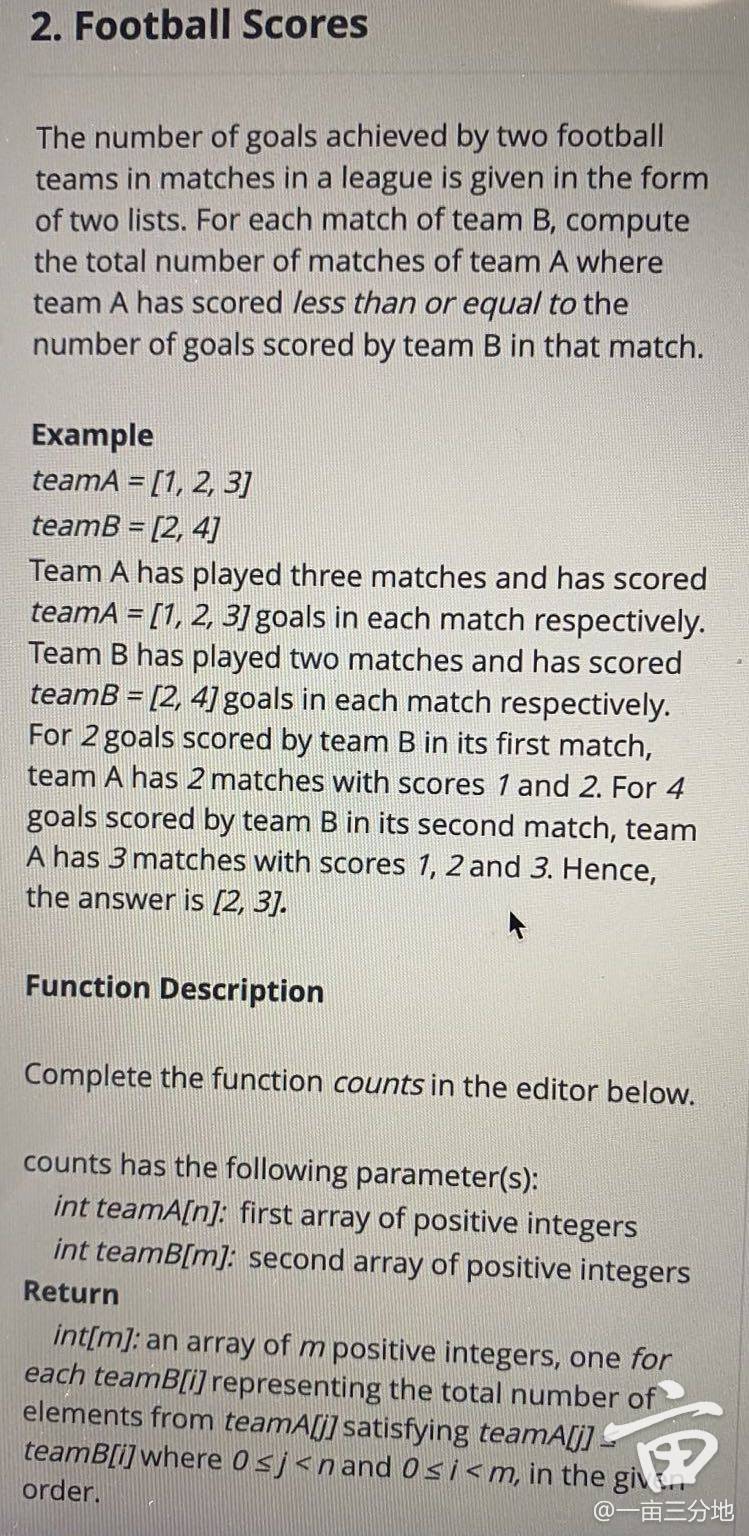 2. Football Scores
The number of goals achieved by two football
teams in matches in a league is given in the form
of two lists. For each match of team B, compute
the total number of matches of team A where
team A has scored less than or equal to the
number of goals scored by team B in that match.
Example
teamA = [1, 2, 3]
teamB = [2, 4]
Team A has played three matches and has scored
teamA = [1, 2, 3] goals in each match respectively.
Team B has played two matches and has scored
teamB = [2, 4] goals in each match respectively.
For 2 goals scored by team B in its first match,
team A has 2 matches with scores 1 and 2. For 4
goals scored by team B in its second match, team
A has 3 matches with scores 1, 2 and 3. Hence,
the answer is [2, 3].
Function Description
Complete the function counts in the editor below.
counts has the following parameter(s):
int teamA[n]: first array of positive integers
int teamB[m]: second array of positive integers
Return
int[m]: an array of m positive integers, one for
each teamB[i] representing the total number of
elements from teamA[j] satisfying teamA[j] ≤
teamB[i] where 0 ≤ j < n and 0 ≤ i < m, in the given
order.
亩
@一亩三分地